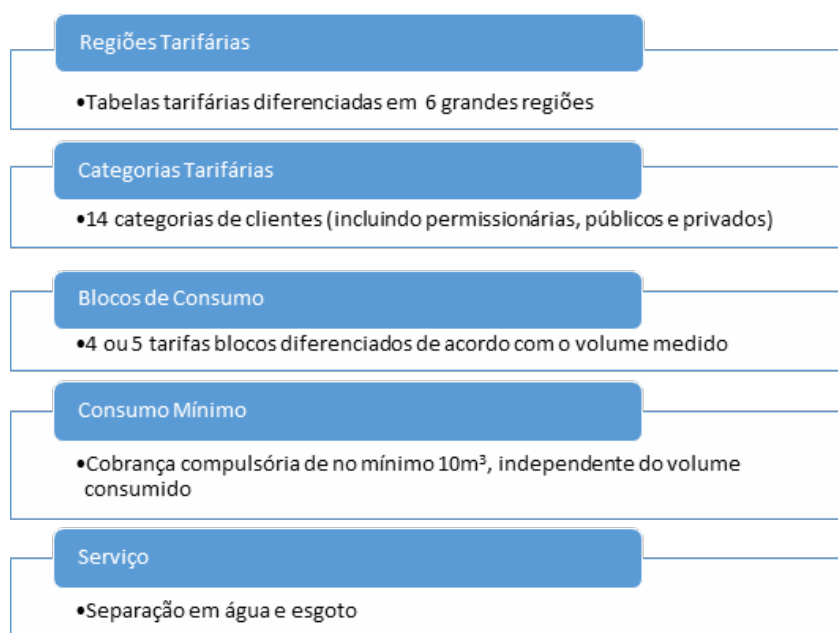 Regiões Tarifárias
•Tabelas tarifárias diferenciadas em 6 grandes regiões
Categorias Tarifárias
•14 categorias de clientes (incluindo permissionárias, públicos e privados)
Blocos de Consumo
•4 ou 5 tarifas blocos diferenciados de acordo com o volume medido
Consumo Mínimo
•Cobrança compulsória de no mínimo 10m³, independente do volume
consumido
Serviço
•Separação em água e esgoto